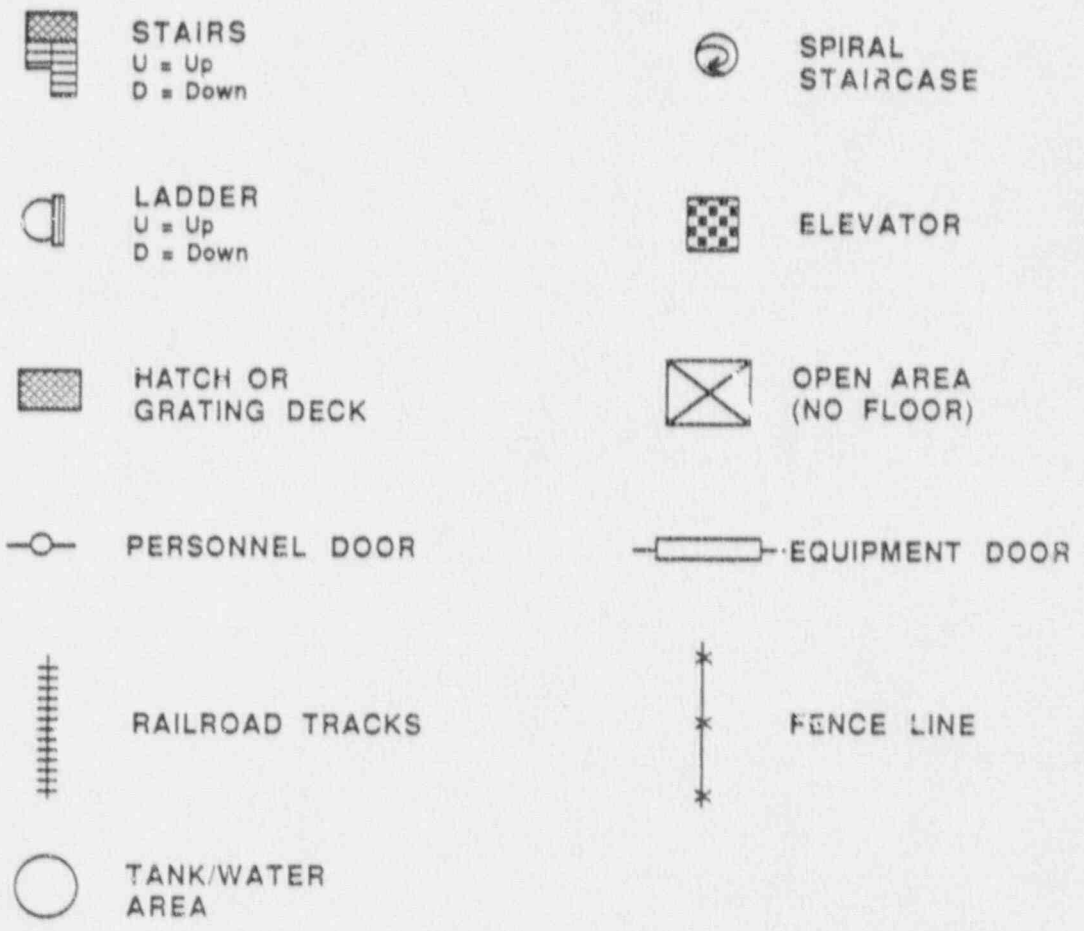 STAIRS
U = Up
D = Down
SPIRAL
STAIRCASE
LADDER
U = Up
D = Down
ELEVATOR
HATCH OR
GRATING DECK
OPEN AREA
(NO FLOOR)
PERSONNEL DOOR
EQUIPMENT DOOR
RAILROAD TRACKS
FENCE LINE
TANK/WATER
AREA